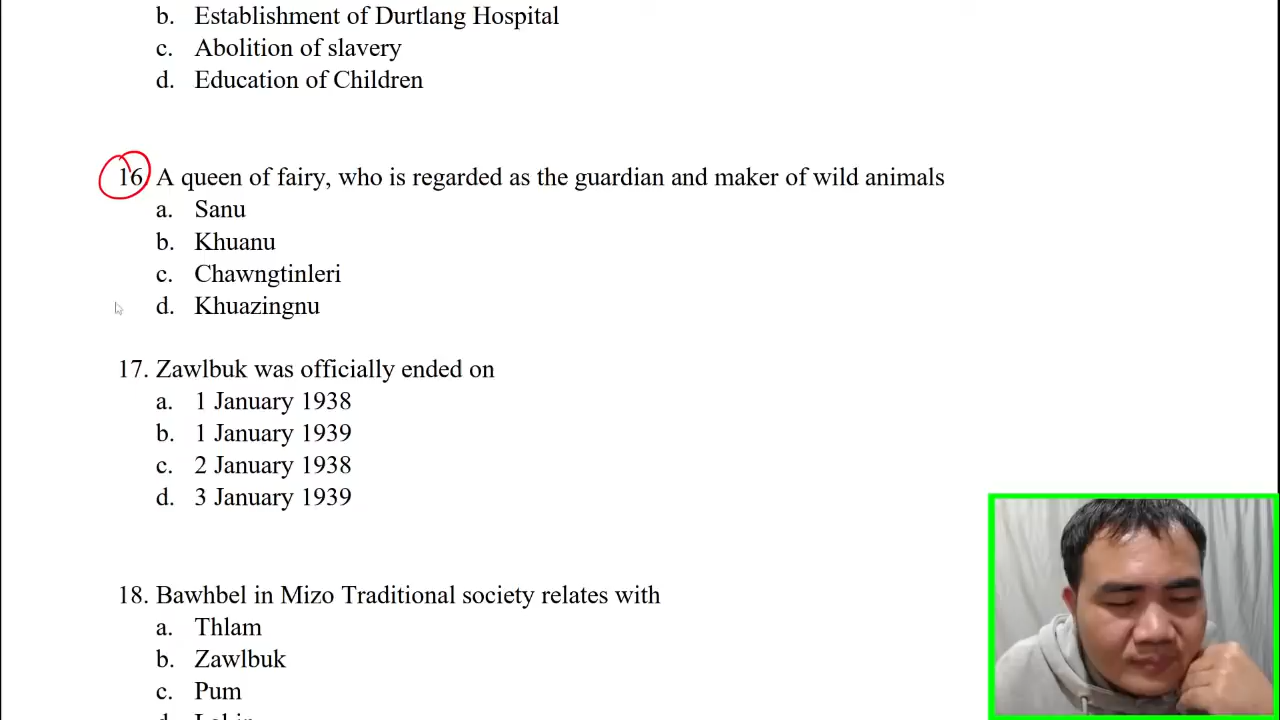 b. Establishment of Durtlang Hospital
c. Abolition of slavery
d. Education of Children
16. A queen of fairy, who is regarded as the guardian and maker of wild animals
a. Sanu
b. Khuanu
c. Chawngtinleri
d. Khuazingnu
17. Zawlbuk was officially ended on
a. 1 January 1938
b. 1 January 1939
c. 2 January 1938
d. 3 January 1939
18. Bawhbel in Mizo Traditional society relates with
a. Thlam
b. Zawlbuk
c. Pum
d.